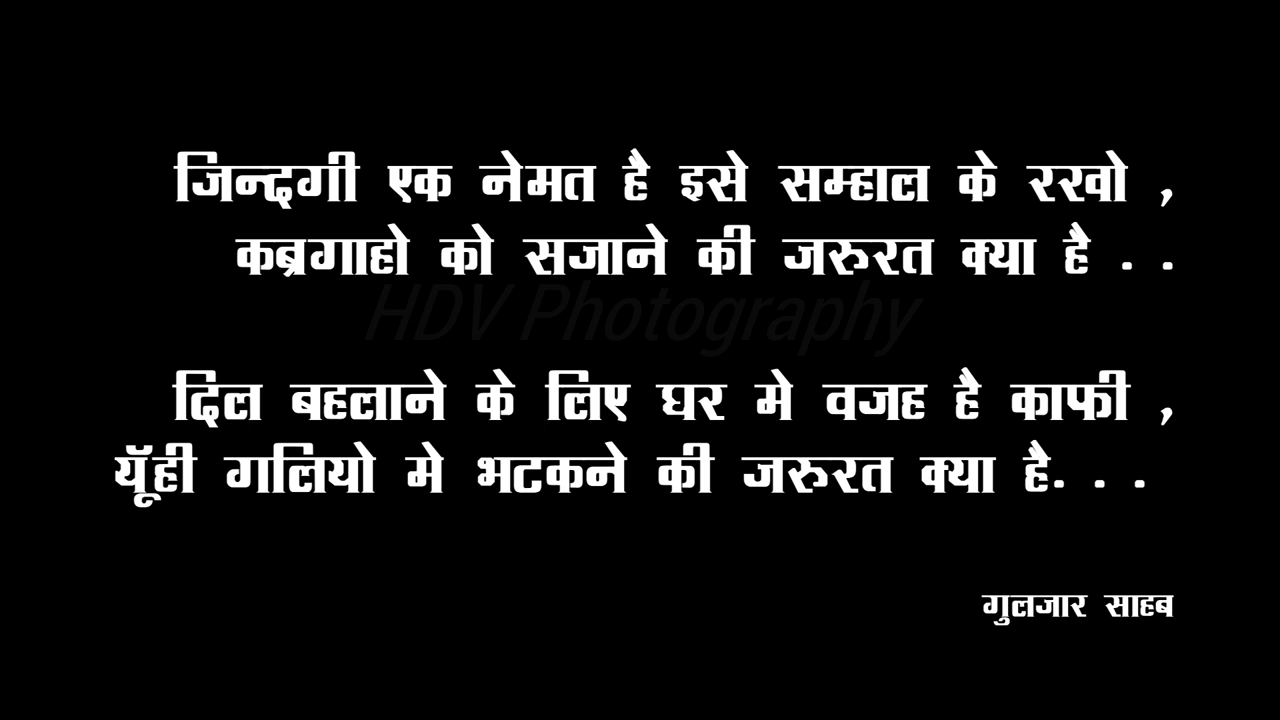 जिन्दगी एक नेमत है इसे सम्हाल के रखो ,
कब्रगाहो को सजाने की जरुरत क्या है . .
HDV Photography
दिल बहलाने के लिए घर मे वजह है काफी ,
यूँही गलियो मे भटकने की जरुरत क्या है. . .
गुलजार साहब